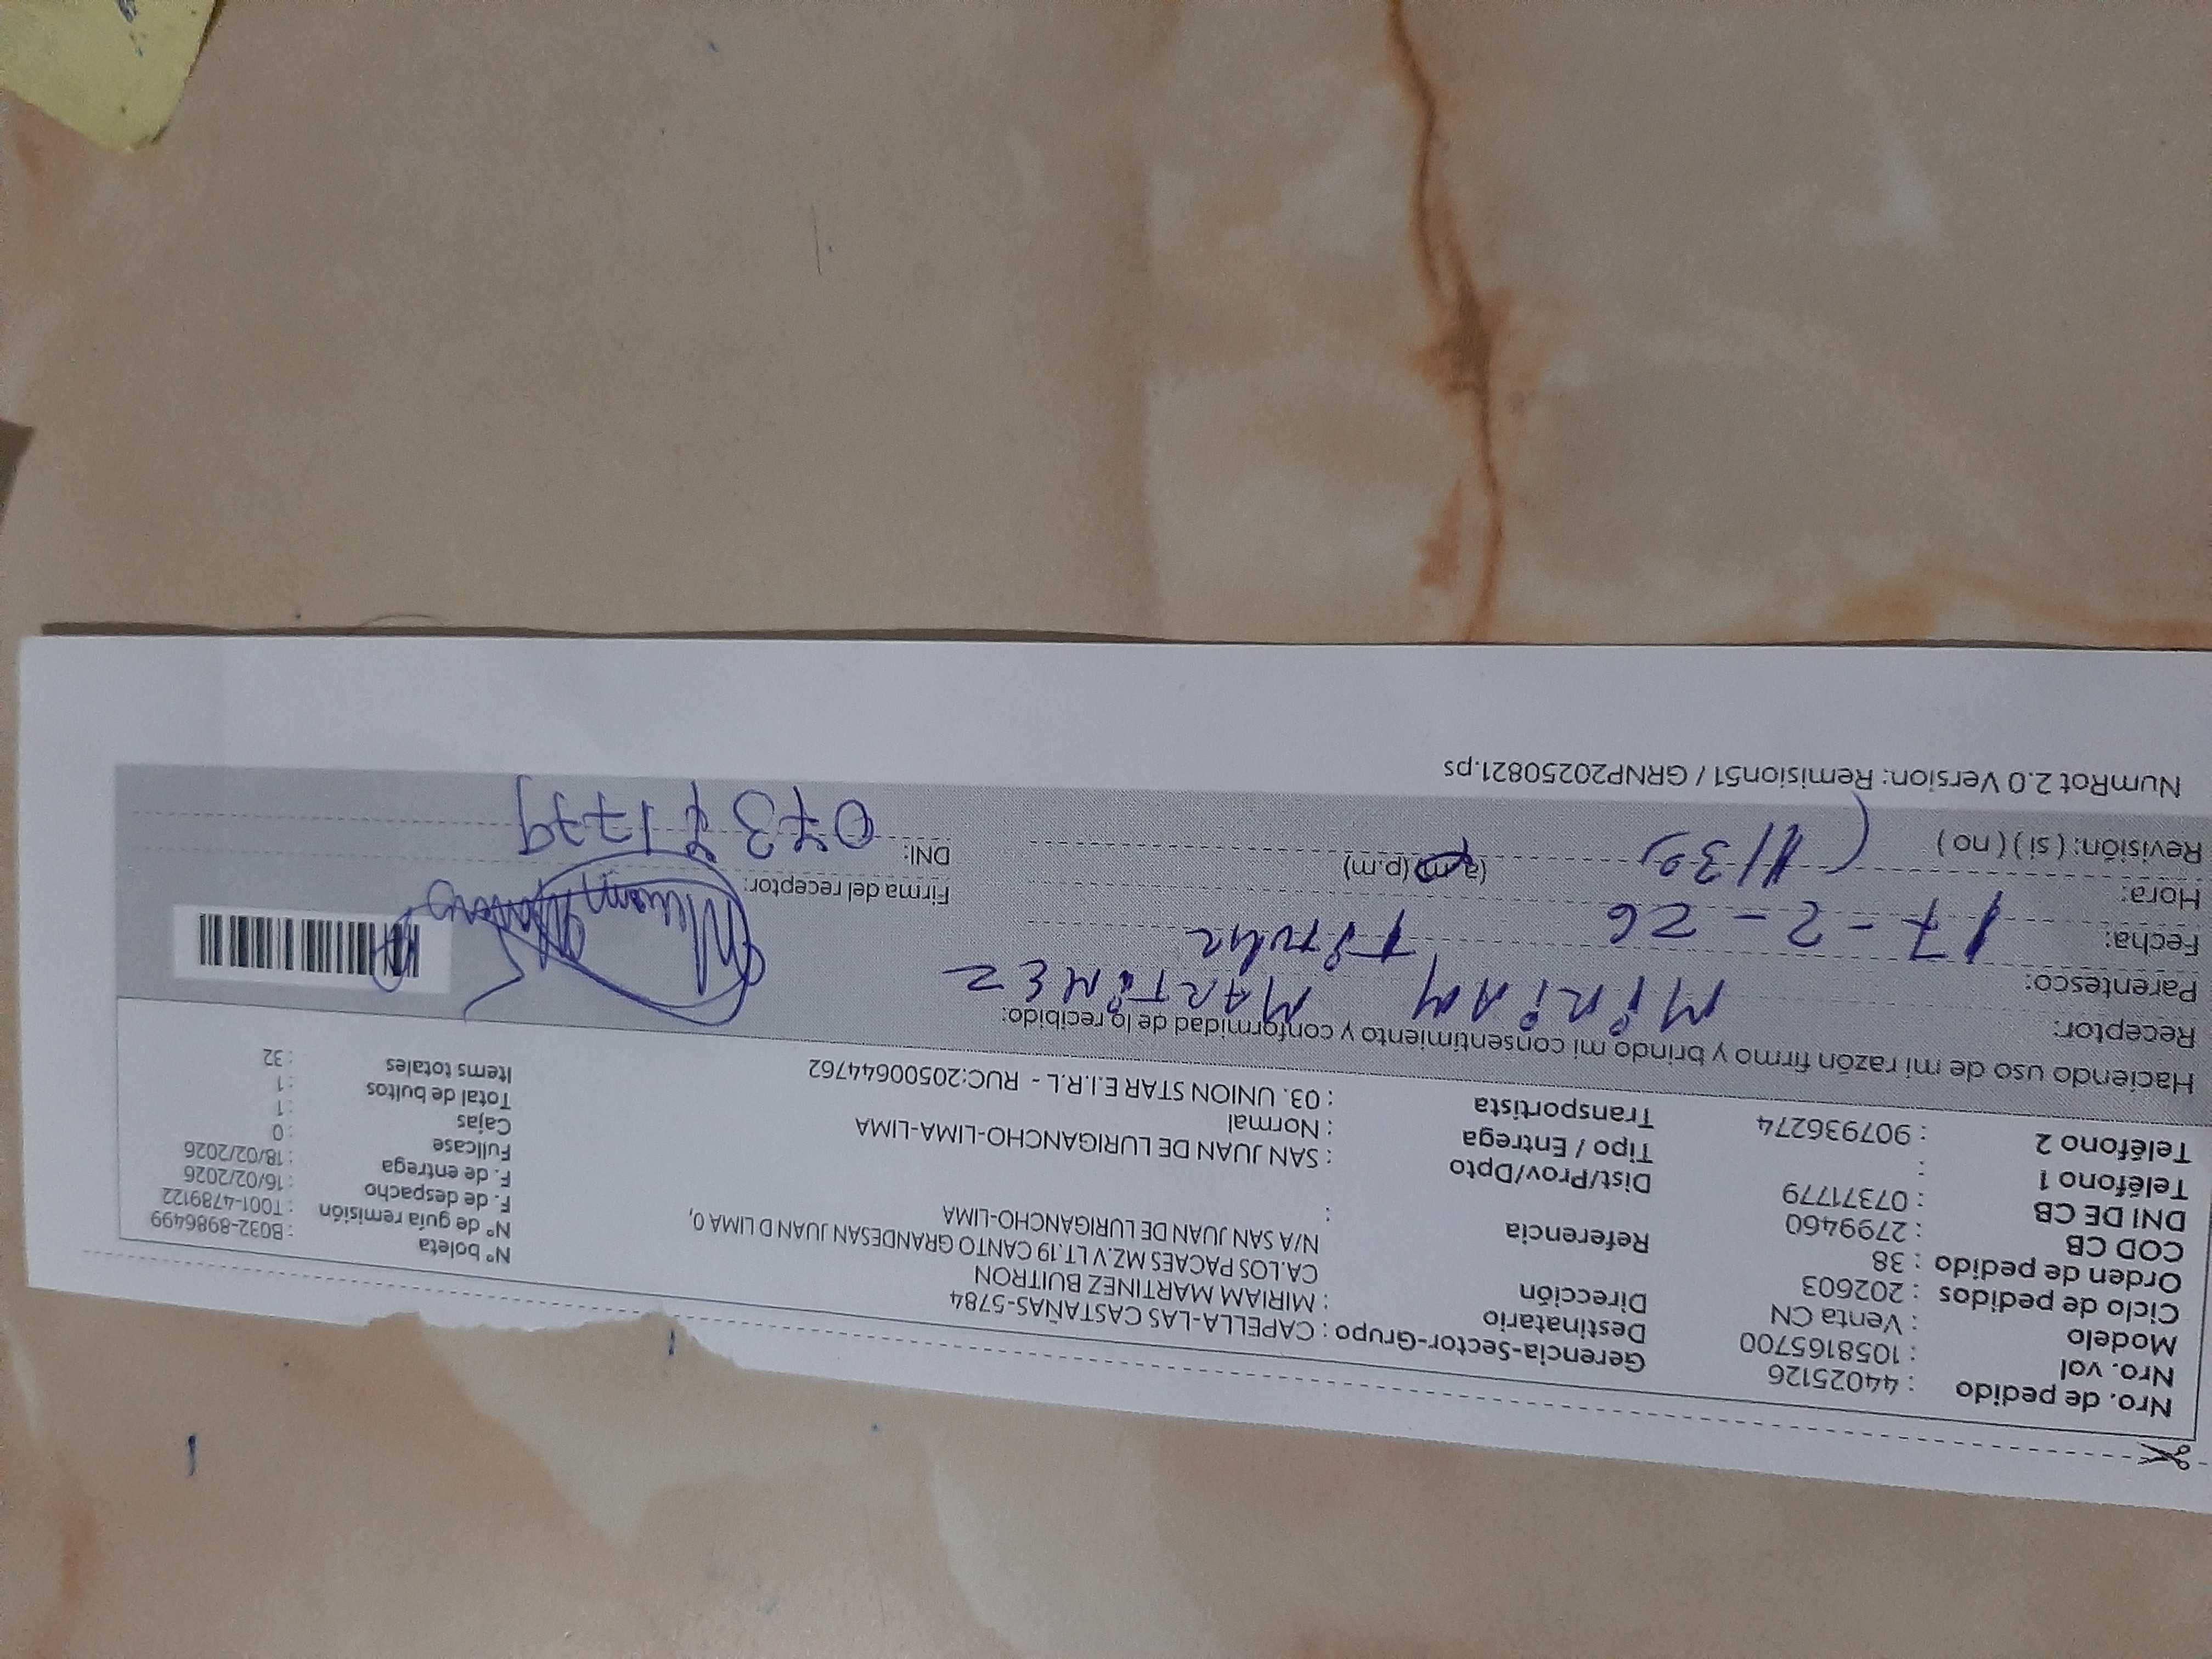 Nro. de pedido : 44025126
Nro. vol : 1058165700
Modelo : Venta CN
Ciclo de pedidos : 202603
Orden de pedido : 38
COD CB : 2799460
DNI DE CB : 07371779
Teléfono 1 :
Teléfono 2 : 907936274
Gerencia-Sector-Grupo : CAPELLA-LAS CASTAÑAS-5784
Destinatario : MIRIAM MARTINEZ BUITRON
Dirección CA.LOS PACAES MZ.V LT.19 CANTO GRANDESAN JUAN D LIMA 0,
N/A SAN JUAN DE LURIGANCHO-LIMA
Referencia :
Dist/Prov/Dpto : SAN JUAN DE LURIGANCHO-LIMA-LIMA
Tipo / Entrega : Normal
Transportista : 03. UNION STAR E.I.R.L - RUC:20500644762
Nº boleta : B032-8986499
Nº de guía remisión : T001-4789122
F. de despacho : 16/02/2026
F. de entrega : 18/02/2026
Fullcase : 0
Cajas : 1
Total de bultos : 1
Items totales : 32
Haciendo uso de mi razón firmo y brindo mi consentimiento y conformidad de lo recibido:
Receptor: MiRiAM MARTiNEZ
Parentesco: Titular
Fecha: 17-2-26
Hora: 1130 (a.m) (p.m)
Revisión: ( si ) ( no )
Firma del receptor:
DNI: 07371779
NumRot 2.0 Version: Remision51 / GRNP20250821.ps